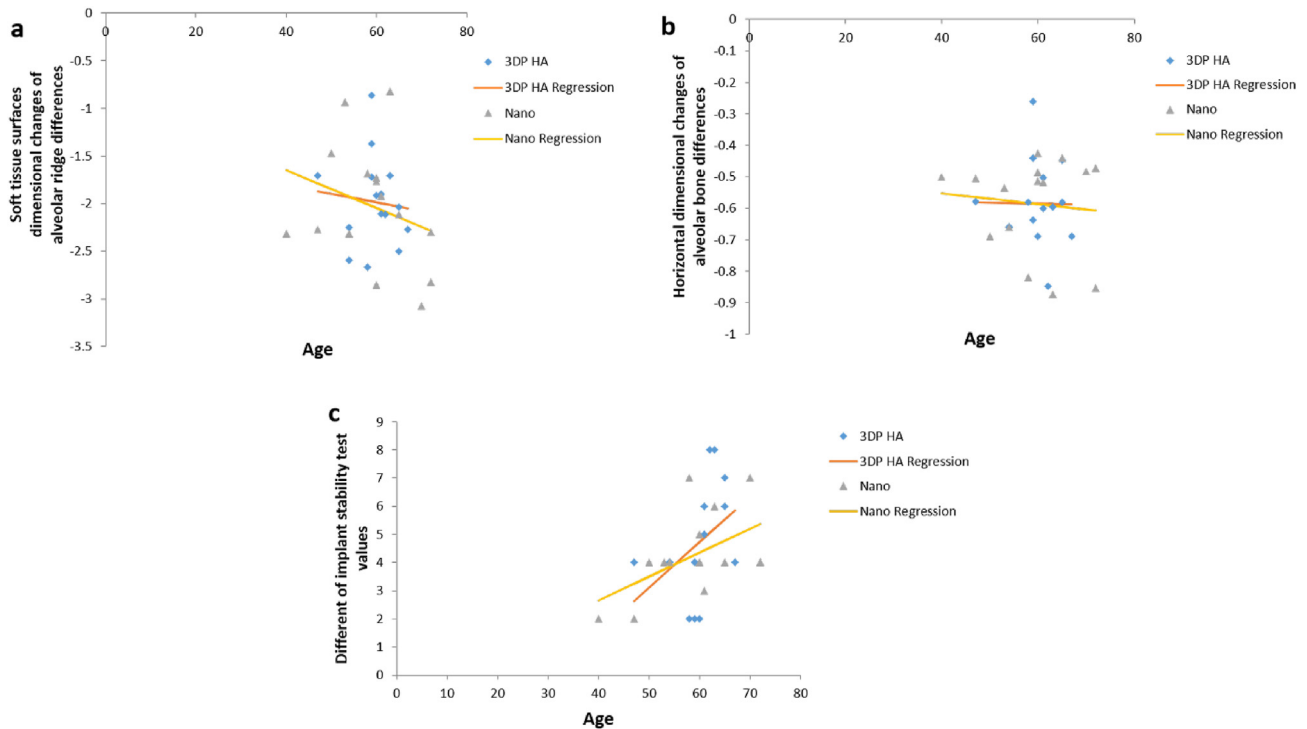 a
Soft tissue surfaces
dimensional changes of
alveolar ridge differences
0
-0.5
-1
-1.5
-2
-2.5
-3
-3.5
0
20
40
60
80
Age
3DP HA
3DP HA Regression
Nano
Nano Regression
b
Horizontal dimensional changes of
alveolar bone differences
0
-0.1
-0.2
-0.3
-0.4
-0.5
-0.6
-0.7
-0.8
-0.9
-1
0
20
40
60
80
Age
3DP HA
3DP HA Regression
Nano
Nano Regression
c
Different of implant stability test
values
9
8
7
6
5
4
3
2
1
0
0
10
20
30
40
50
60
70
80
Age
3DP HA
3DP HA Regression
Nano
Nano Regression